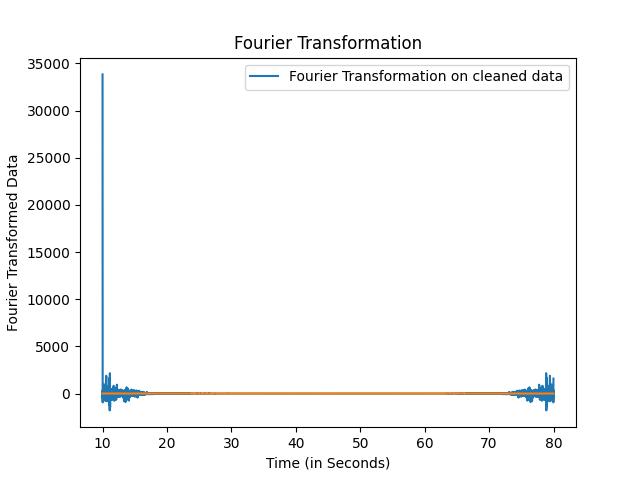 Fourier Transformation
Fourier Transformation on cleaned data
Fourier Transformed Data
35000
30000
25000
20000
15000
10000
5000
0
10 20 30 40 50 60 70 80
Time (in Seconds)